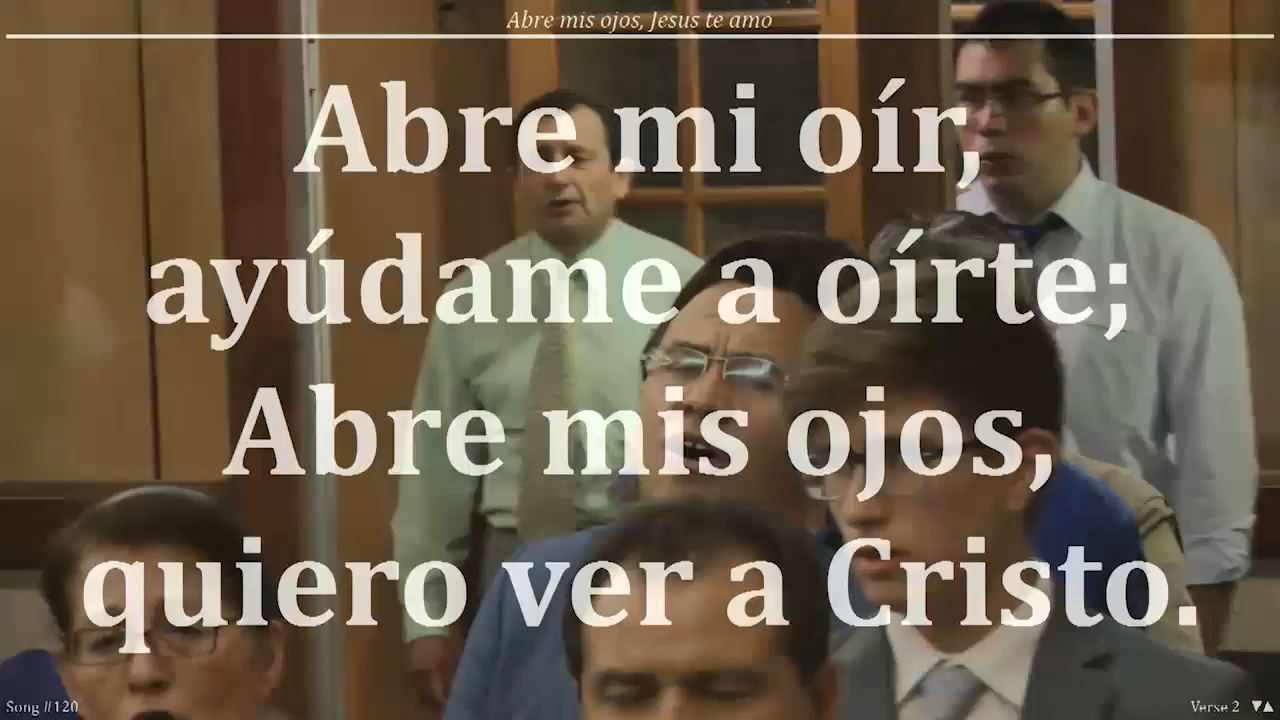 Abre mis ojos, Jesus te amo
Abre mi oír,
ayúdame a oírte;
Abre mis ojos,
quiero ver a Cristo.
Song #120
Verse 2 ▼▲